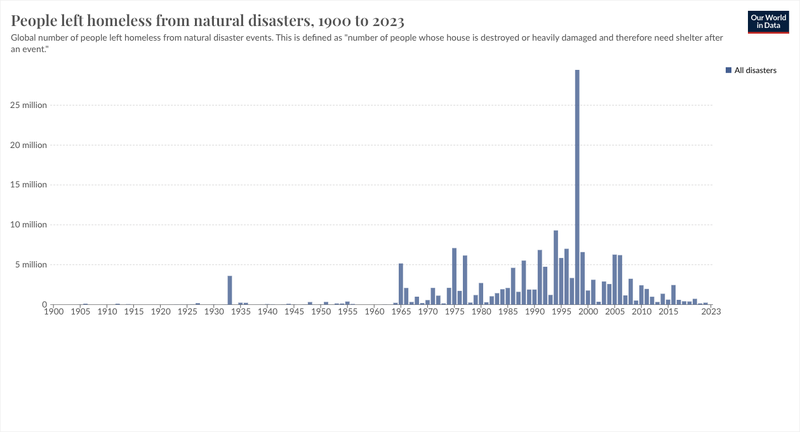 People left homeless from natural disasters, 1900 to 2023
Our World
in Data
Global number of people left homeless from natural disaster events. This is defined as "number of people whose house is destroyed or heavily damaged and therefore need shelter after
an event."
All disasters
25 million
20 million
15 million
10 million
5 million
0
1900 1905 1910 1915 1920 1925 1930 1935 1940 1945 1950 1955 1960 1965 1970 1975 1980 1985 1990 1995 2000 2005 2010 2015 2023